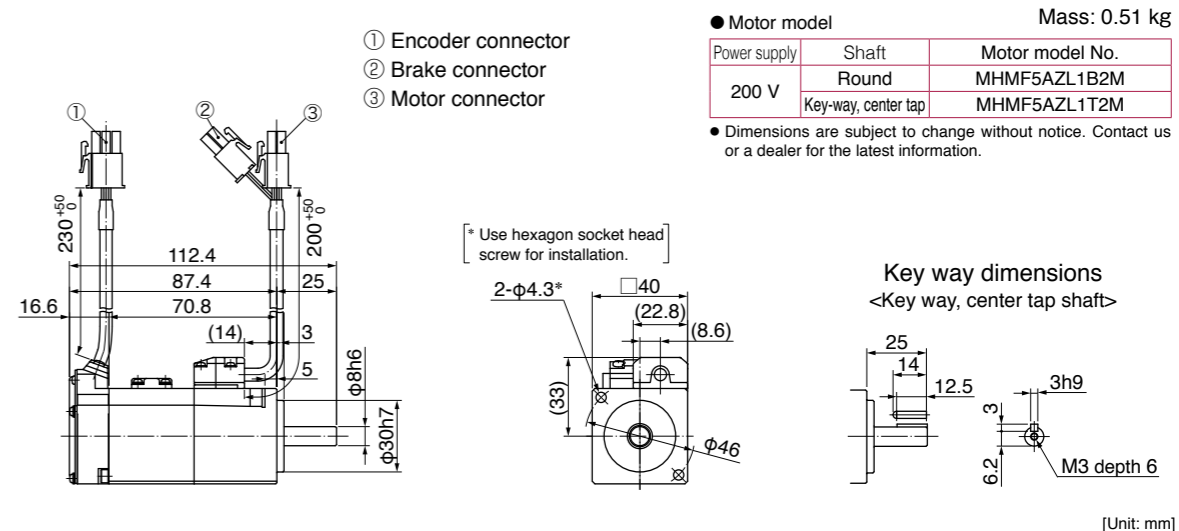 ① Encoder connector
② Brake connector
③ Motor connector
● Motor model
Mass: 0.51 kg
Power supply Shaft Motor model No.
200 V
Round MHMF5AZL1B2M
Key-way, center tap MHMF5AZL1T2M
● Dimensions are subject to change without notice. Contact us
or a dealer for the latest information.
① ② ③
230 +50 0
200 +50 0
112.4
87.4 25
16.6 70.8
(14) 3
5
φ8h6
φ30h7
* Use hexagon socket head
screw for installation.
2-φ4.3* □40
(22.8)
(8.6)
(33)
φ46
Key way dimensions
<Key way, center tap shaft>
25
14
12.5
3h9
3
6.2
M3 depth 6
[Unit: mm]